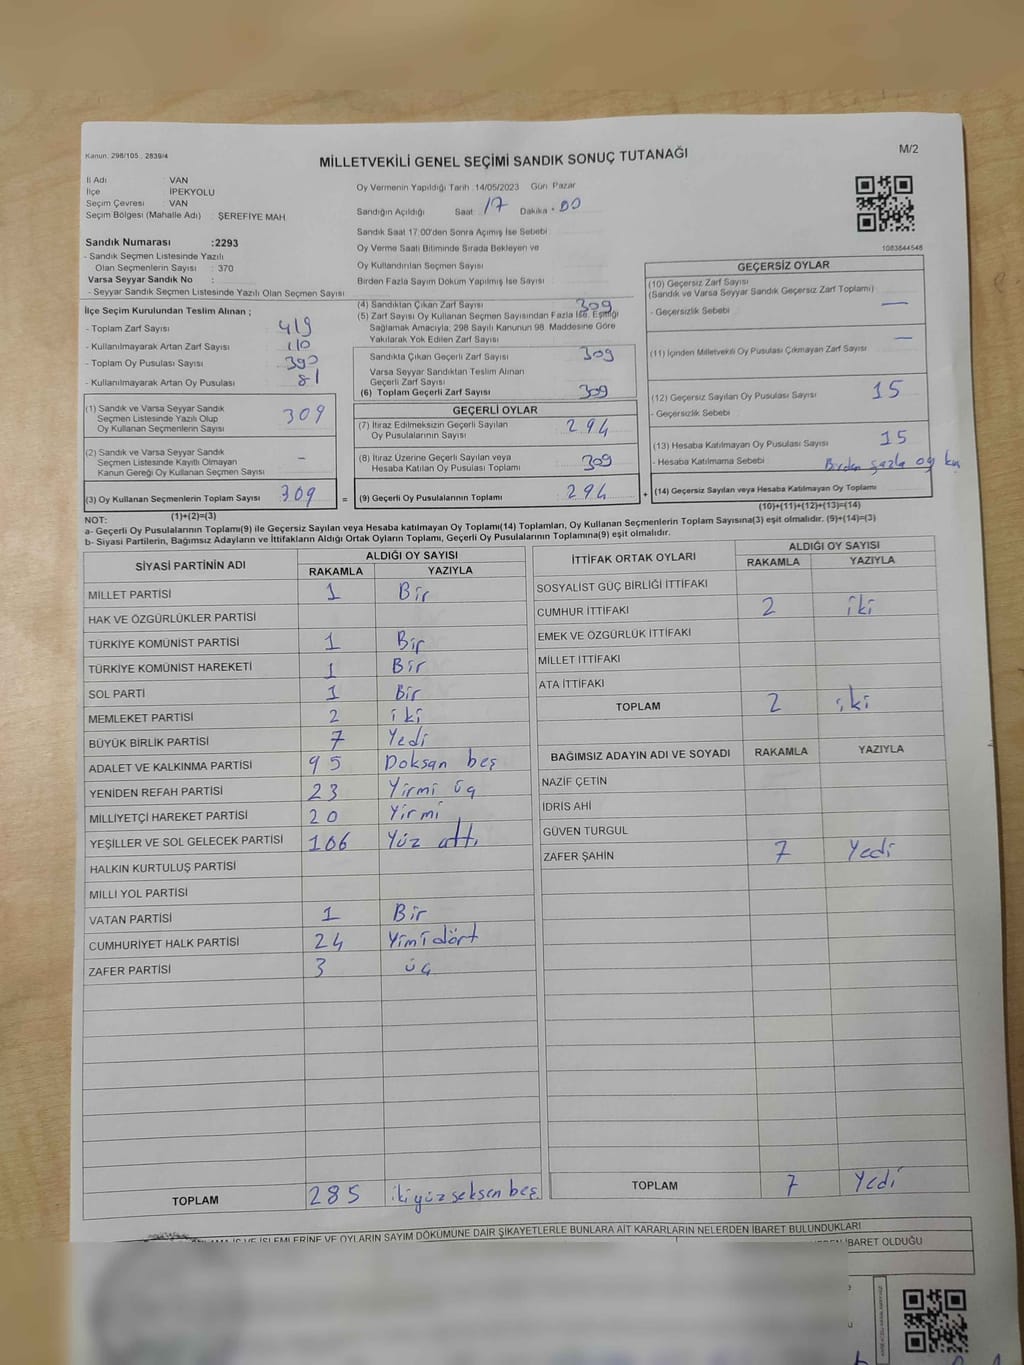 Kanun. 298/105 , 2839/4
MİLLETVEKİLİ GENEL SEÇİMİ SANDIK SONUÇ TUTANAĞI
M/2
İl Adı : VAN
İlçe İPEKYOLU
Seçim Çevresi : VAN
Seçim Bölgesi (Mahalle Adı) : ŞEREFİYE MAH.
Sandık Numarası :2293
- Sandık Seçmen Listesinde Yazılı
Olan Seçmenlerin Sayısı : 370
Varsa Seyyar Sandık No :
- Seyyar Sandık Seçmen Listesinde Yazılı Olan Seçmen Sayısı
Oy Vermenin Yapıldığı Tarih :14/05/2023 Gün: Pazar
Sandığın Açıldığı Saat : 17 Dakika : 00
Sandık Saat 17:00'den Sonra Açımış İse Sebebi
Oy Verme Saati Bitiminde Sırada Bekleyen ve
Oy Kullandırılan Seçmen Sayısı
Birden Fazla Sayım Döküm Yapılmış İse Sayısı :
1083844548
İlçe Seçim Kurulundan Teslim Alınan ;
- Toplam Zarf Sayısı 419
- Kullanılmayarak Artan Zarf Sayısı 110
- Toplam Oy Pusulası Sayısı 390
- Kullanılmayarak Artan Oy Pusulası 81
(1) Sandık ve Varsa Seyyar Sandık
Seçmen Listesinde Yazılı Olup
Oy Kullanan Seçmenlerin Sayısı 309
(2) Sandık ve Varsa Seyyar Sandık
Seçmen Listesinde Kayıtlı Olmayan
Kanun Gereği Oy Kullanan Seçmen Sayısı –
(3) Oy Kullanan Seçmenlerin Toplam Sayısı 309 =
(1)+(2)=(3)
(4) Sandıktan Çıkan Zarf Sayısı 309
(5) Zarf Sayısı Oy Kullanan Seçmen Sayısından Fazla İse, Eşitliği
Sağlamak Amacıyla, 298 Sayılı Kanunun 98. Maddesine Göre
Yakılarak Yok Edilen Zarf Sayısı
Sandıkta Çıkan Geçerli Zarf Sayısı 309
Varsa Seyyar Sandıktan Teslim Alınan
Geçerli Zarf Sayısı
(6) Toplam Geçerli Zarf Sayısı 309
GEÇERLİ OYLAR
(7) İtiraz Edilmeksizin Geçerli Sayılan
Oy Pusulalarının Sayısı 294
(8) İtiraz Üzerine Geçerli Sayılan veya
Hesaba Katılan Oy Pusulası Toplamı 309
(9) Geçerli Oy Pusulalarının Toplamı 294 +
GEÇERSİZ OYLAR
(10) Geçersiz Zarf Sayısı
(Sandık ve Varsa Seyyar Sandık Geçersiz Zarf Toplamı)
- Geçersizlik Sebebi : —
(11) İçinden Milletvekili Oy Pusulası Çıkmayan Zarf Sayısı —
(12) Geçersiz Sayılan Oy Pusulası Sayısı 15
- Geçersizlik Sebebi
(13) Hesaba Katılmayan Oy Pusulası Sayısı 15
- Hesaba Katılmama Sebebi Birden fazla oy
(14) Geçersiz Sayılan veya Hesaba Katılmayan Oy Toplamı
(10)+(11)+(12)+(13)=(14)
NOT:
a- Geçerli Oy Pusulalarının Toplamı(9) ile Geçersiz Sayılan veya Hesaba katılmayan Oy Toplamı(14) Toplamları, Oy Kullanan Seçmenlerin Toplam Sayısına(3) eşit olmalıdır. (9)+(14)=(3)
b- Siyasi Partilerin, Bağımsız Adayların ve İttifakların Aldığı Ortak Oyların Toplamı, Geçerli Oy Pusulalarının Toplamına(9) eşit olmalıdır.
SİYASİ PARTİNİN ADI
ALDIĞI OY SAYISI
RAKAMLA YAZIYLA
MİLLET PARTİSİ 1 Bir
HAK VE ÖZGÜRLÜKLER PARTİSİ
TÜRKİYE KOMÜNİST PARTİSİ 1 Bir
TÜRKİYE KOMÜNİST HAREKETİ 1 Bir
SOL PARTİ 1 Bir
MEMLEKET PARTİSİ 2 iki
BÜYÜK BİRLİK PARTİSİ 7 Yedi
ADALET VE KALKINMA PARTİSİ 95 Doksan beş
YENİDEN REFAH PARTİSİ 23 Yirmi üç
MİLLİYETÇİ HAREKET PARTİSİ 20 Yirmi
YEŞİLLER VE SOL GELECEK PARTİSİ 106 Yüz altı
HALKIN KURTULUŞ PARTİSİ
MİLLİ YOL PARTİSİ
VATAN PARTİSİ 1 Bir
CUMHURİYET HALK PARTİSİ 24 Yimidört
ZAFER PARTİSİ 3 üç
TOPLAM 285 ikiyüz seksen beş
İTTİFAK ORTAK OYLARI
ALDIĞI OY SAYISI
RAKAMLA YAZIYLA
SOSYALİST GÜÇ BİRLİĞİ İTTİFAKI
CUMHUR İTTİFAKI 2 iki
EMEK VE ÖZGÜRLÜK İTTİFAKI
MİLLET İTTİFAKI
ATA İTTİFAKI
TOPLAM 2 iki
BAĞIMSIZ ADAYIN ADI VE SOYADI RAKAMLA YAZIYLA
NAZİF ÇETİN
İDRİS AHİ
GÜVEN TURGUL
ZAFER ŞAHİN 7 Yedi
TOPLAM 7 Yedi
İŞLEMLERİNE VE OYLARIN SAYIM DÖKÜMÜNE DAİR ŞİKAYETLERLE BUNLARA AİT KARARLARIN NELERDEN İBARET BULUNDUKLARI
İBARET OLDUĞU